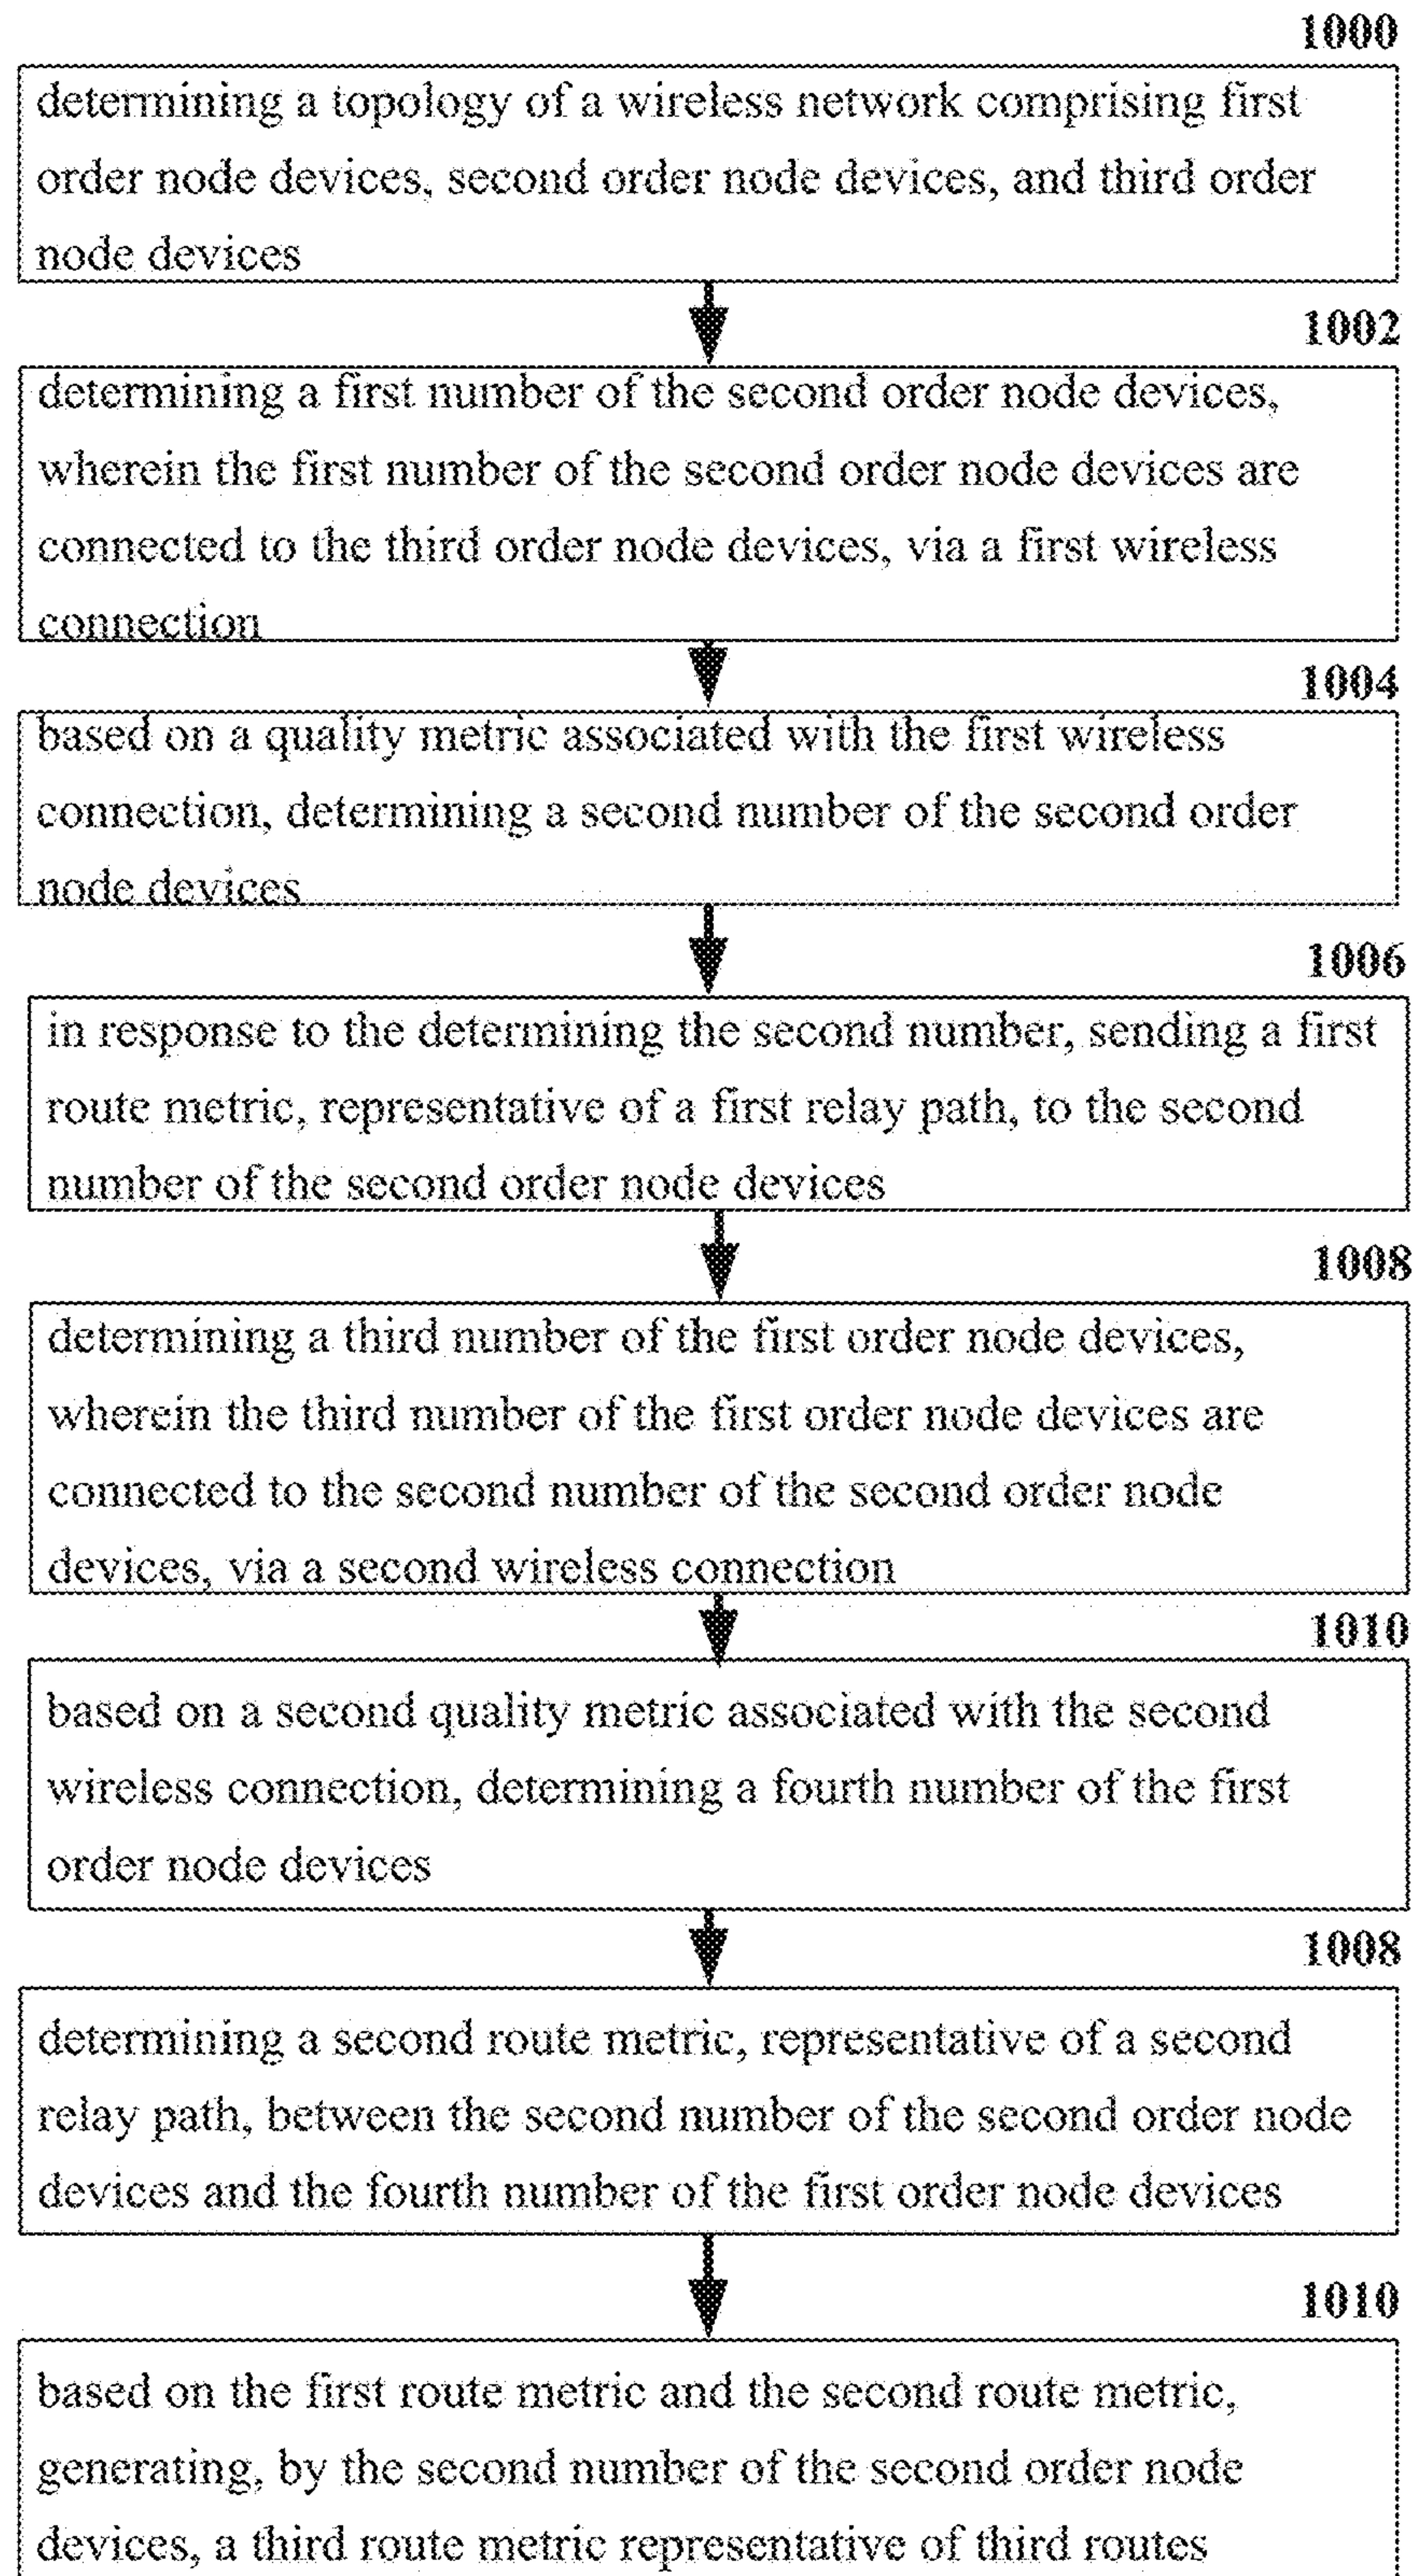 1000
determining a topology of a wireless network comprising first
order node devices, second order node devices, and third order
node devices
1002
determining a first number of the second order node devices,
wherein the first number of the second order node devices are
connected to the third order node devices, via a first wireless
connection
1004
based on a quality metric associated with the first wireless
connection, determining a second number of the second order
node devices
1006
in response to the determining the second number, sending a first
route metric, representative of a first relay path, to the second
number of the second order node devices
1008
determining a third number of the first order node devices,
wherein the third number of the first order node devices are
connected to the second number of the second order node
devices, via a second wireless connection
1010
based on a second quality metric associated with the second
wireless connection, determining a fourth number of the first
order node devices
1008
determining a second route metric, representative of a second
relay path, between the second number of the second order node
devices and the fourth number of the first order node devices
1010
based on the first route metric and the second route metric,
generating, by the second number of the second order node
devices, a third route metric representative of third routes